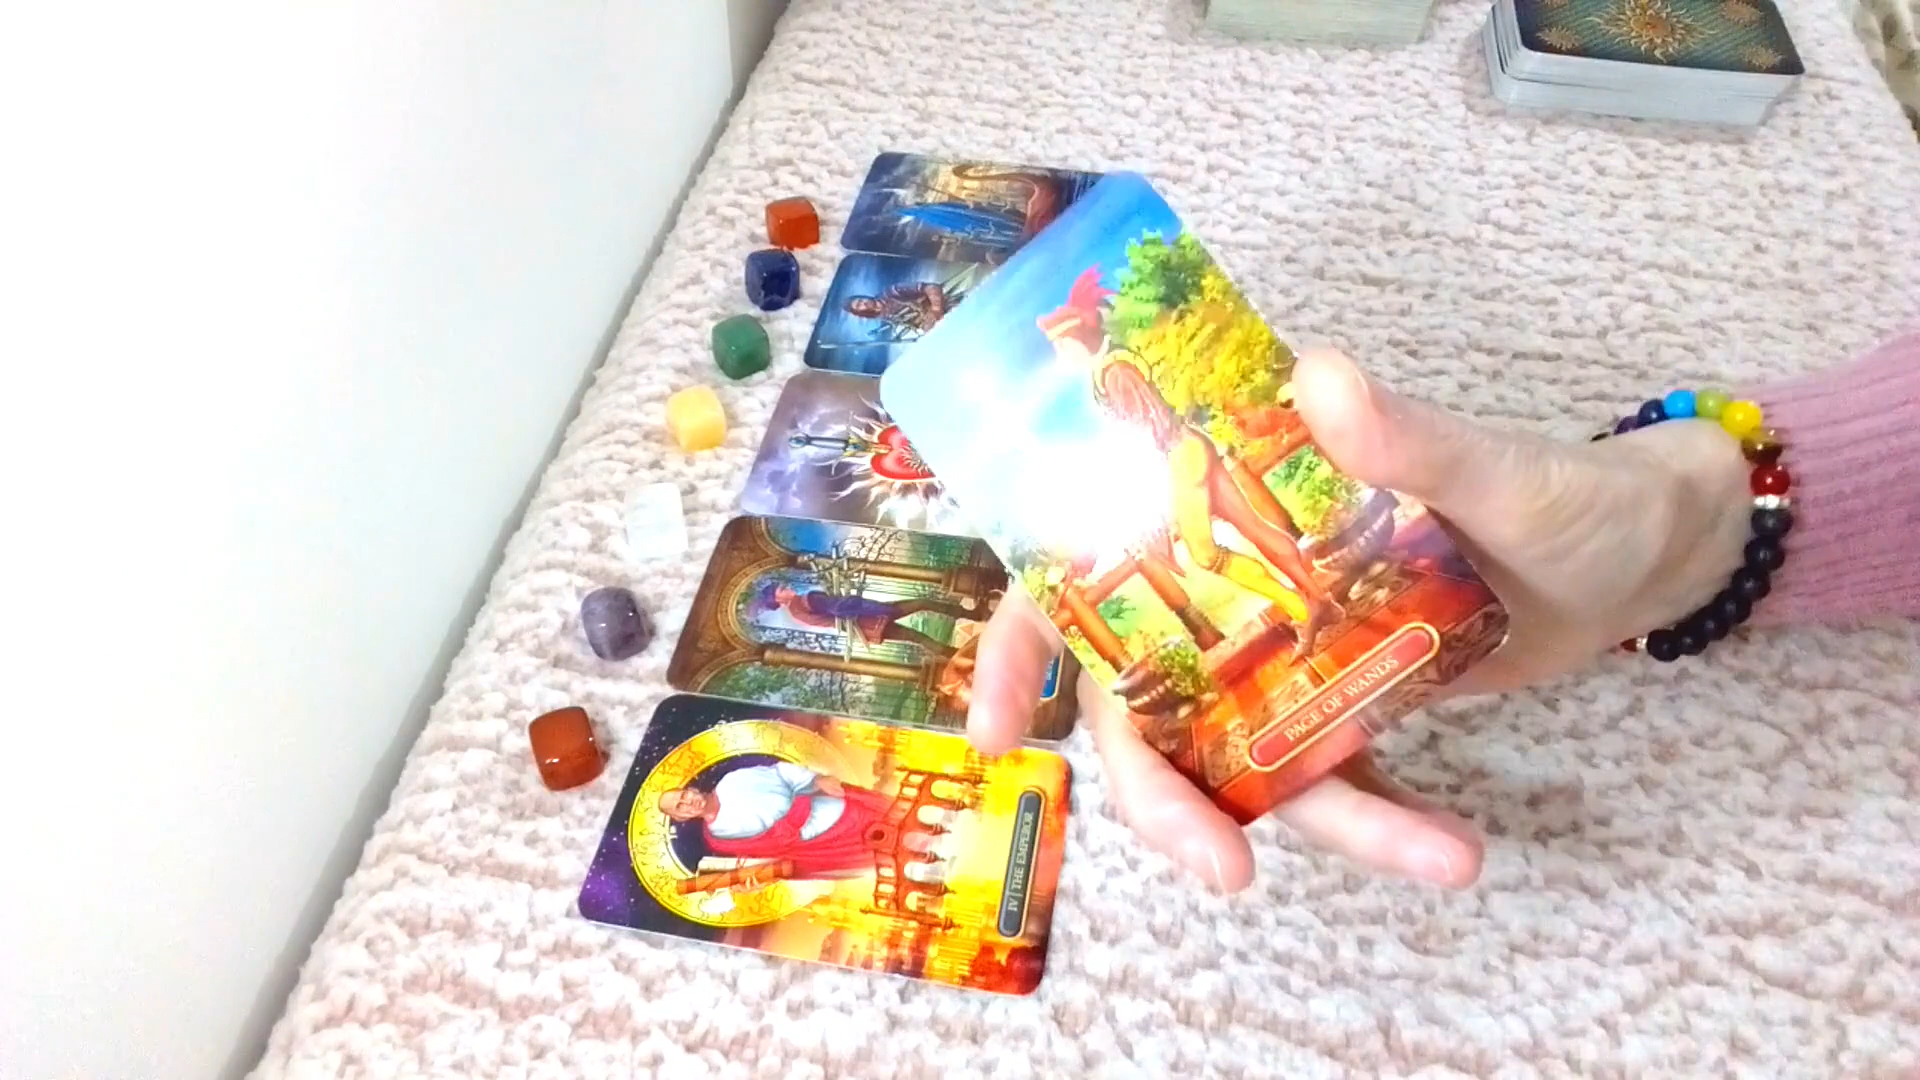 PAGE OF WANDS
IV | THE EMPEROR